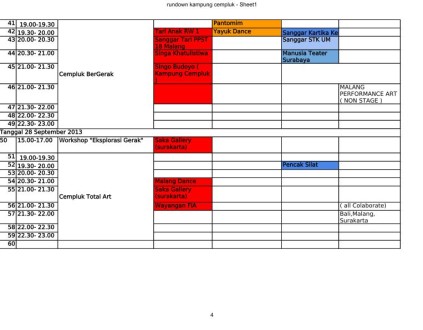 rundown kampung cempluk - Sheet1
41 19.00-19.30 Pantomim
42 19.30- 20.00 Tari Anak RW 1 Yayuk Dance Sanggar Kartika Ke
43 20.00- 20.30 Sanggar Tari PPST Sanggar STK UM
18 Malang
44 20.30- 21.00 Singa Khatulistiwa Manusia Teater
Surabaya
45 21.00- 21.30 Singo Budoyo (
Cempluk BerGerak Kampung Cempluk
)
46 21.00- 21.30 MALANG
PERFORMANCE ART
( NON STAGE )
47 21.30- 22.00
48 22.00- 22.30
49 22.30- 23.00
Tanggal 28 September 2013
50 15.00-17.00 Workshop "Eksplorasi Gerak" Saka Gallery
(surakarta)
51 19.00-19.30
52 19.30- 20.00 Pencak Silat
53 20.00- 20.30
54 20.30- 21.00 Malang Dance
55 21.00- 21.30 Saka Gallery
Cempluk Total Art (surakarta)
56 21.00- 21.30 Wayangan TIA ( all Colaborate)
57 21.30- 22.00 Bali,Malang,
Surakarta
58 22.00- 22.30
59 22.30- 23.00
60
4